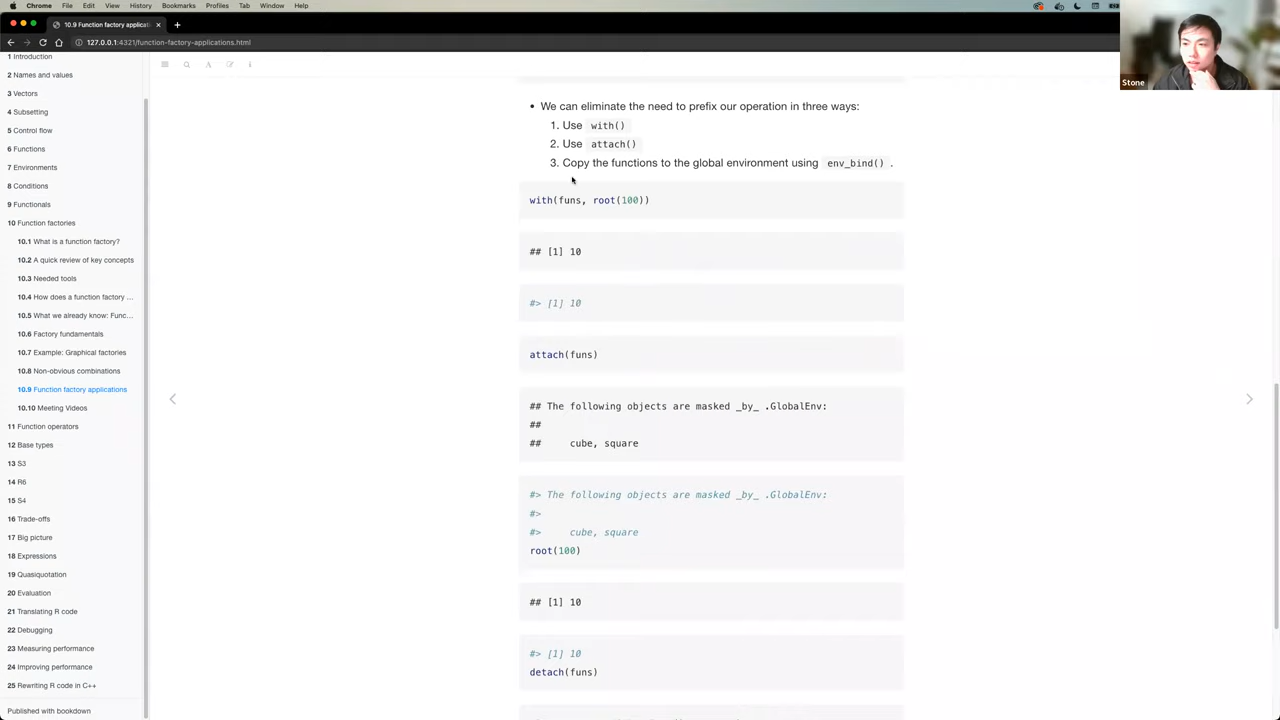 Chrome File Edit View History Bookmarks Profiles Tab Window Help
10.9 Function factory applicati
127.0.0.1:4321/function-factory-applications.html
Stone
1 Introduction
2 Names and values
3 Vectors
4 Subsetting
5 Control flow
6 Functions
7 Environments
8 Conditions
9 Functionals
10 Function factories
10.1 What is a function factory?
10.2 A quick review of key concepts
10.3 Needed tools
10.4 How does a function factory ...
10.5 What we already know: Func...
10.6 Factory fundamentals
10.7 Example: Graphical factories
10.8 Non-obvious combinations
10.9 Function factory applications
10.10 Meeting Videos
11 Function operators
12 Base types
13 S3
14 R6
15 S4
16 Trade-offs
17 Big picture
18 Expressions
19 Quasiquotation
20 Evaluation
21 Translating R code
22 Debugging
23 Measuring performance
24 Improving performance
25 Rewriting R code in C++
Published with bookdown
• We can eliminate the need to prefix our operation in three ways:
1. Use with()
2. Use attach()
3. Copy the functions to the global environment using env_bind() .
with(funs, root(100))
## [1] 10
#> [1] 10
attach(funs)
## The following objects are masked _by_ .GlobalEnv:
##
## cube, square
#> The following objects are masked _by_ .GlobalEnv:
#>
#> cube, square
root(100)
## [1] 10
#> [1] 10
detach(funs)